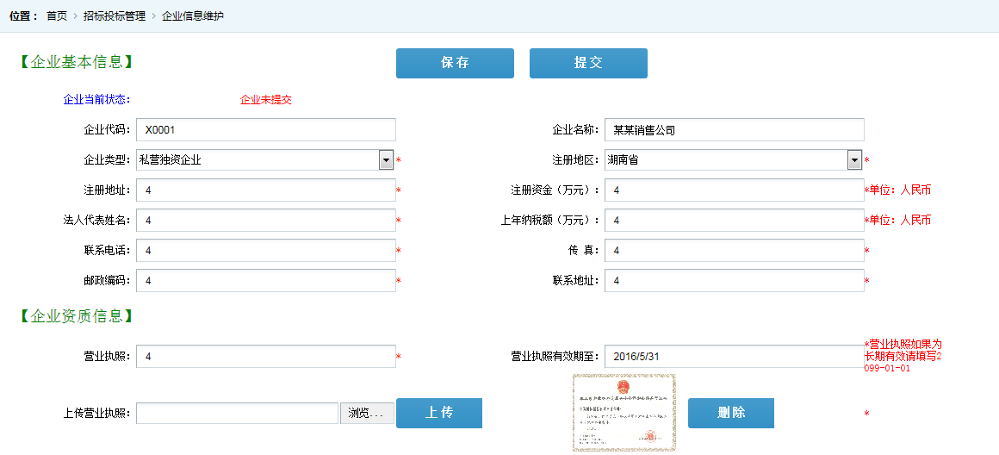 位置： 首页 > 招标投标管理 > 企业信息维护
【企业基本信息】 保存 提交
企业当前状态： 企业未提交
企业代码： X0001 企业名称： 某某销售公司
企业类型： 私营独资企业 * 注册地区： 湖南省 *
注册地址： 4 * 注册资金（万元）： 4 *单位：人民币
法人代表姓名： 4 * 上年纳税额（万元）： 4 *单位：人民币
联系电话： 4 * 传 真： 4 *
邮政编码： 4 * 联系地址： 4 *
【企业资质信息】
营业执照： 4 * 营业执照有效期至： 2016/5/31
*营业执照如果为
长期有效请填写2
099-01-01
上传营业执照： 浏览... 上传 删除 *